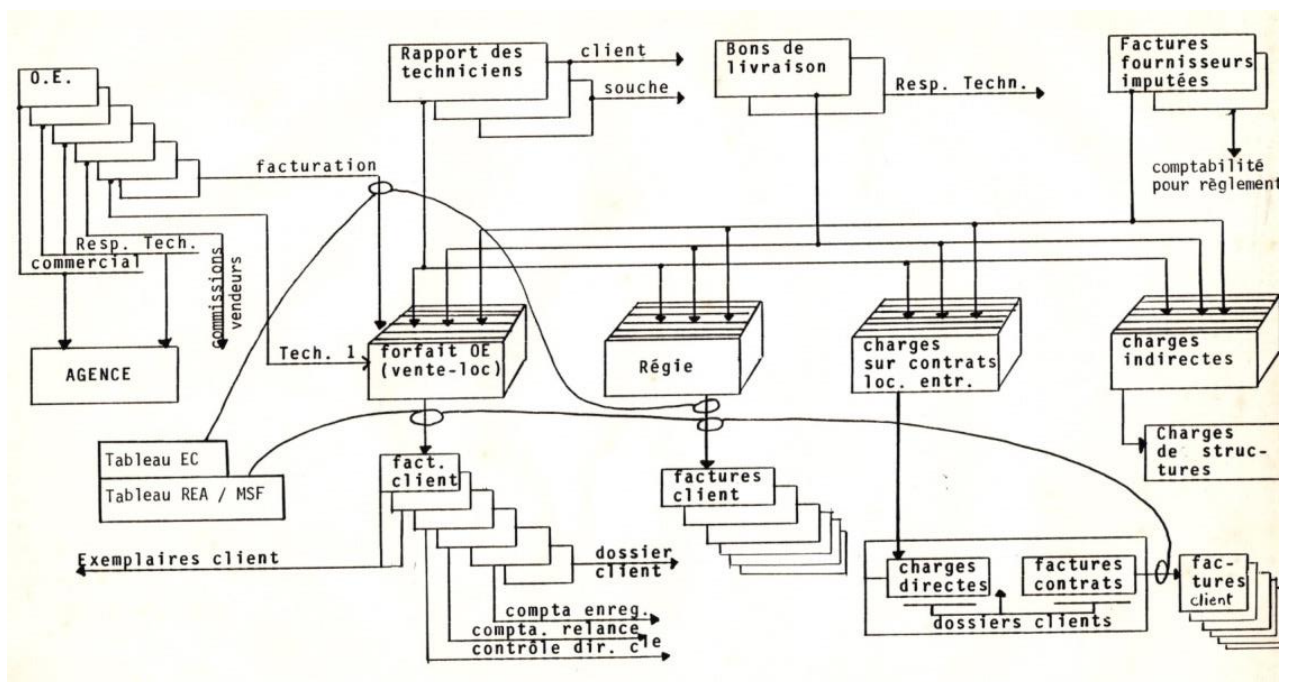 O.E.
Rapport des
techniciens
client
souche
Bons de
livraison
Resp. Techn.
Factures
fournisseurs
imputées
comptabilité
pour règlement
facturation
Resp. Tech.
commercial
commissions
vendeurs
AGENCE
Tech. 1
forfait OE
(vente-loc)
Régie
charges
sur contrats
loc. entr.
charges
indirectes
Charges
de struc-
tures
Tableau EC
Tableau REA / MSF
fact.
client
factures
client
Exemplaires client
dossier
client
compta enreg.
compta. relance
contrôle dir. cle
charges
directes
factures
contrats
dossiers clients
fac-
tures
client